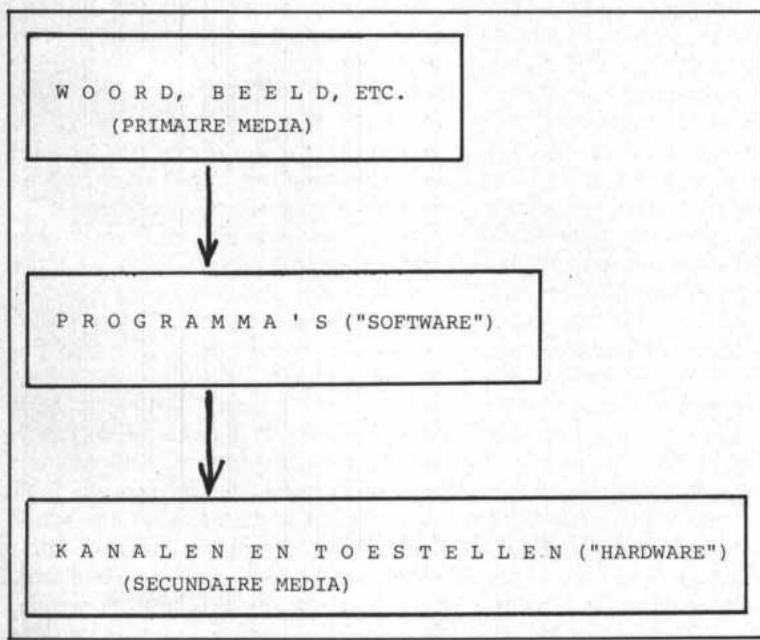 WOORD, BEELD, ETC.
(PRIMAIRE MEDIA)
PROGRAMMA'S ("SOFTWARE")
KANALEN EN TOESTELLEN ("HARDWARE")
(SECUNDAIRE MEDIA)